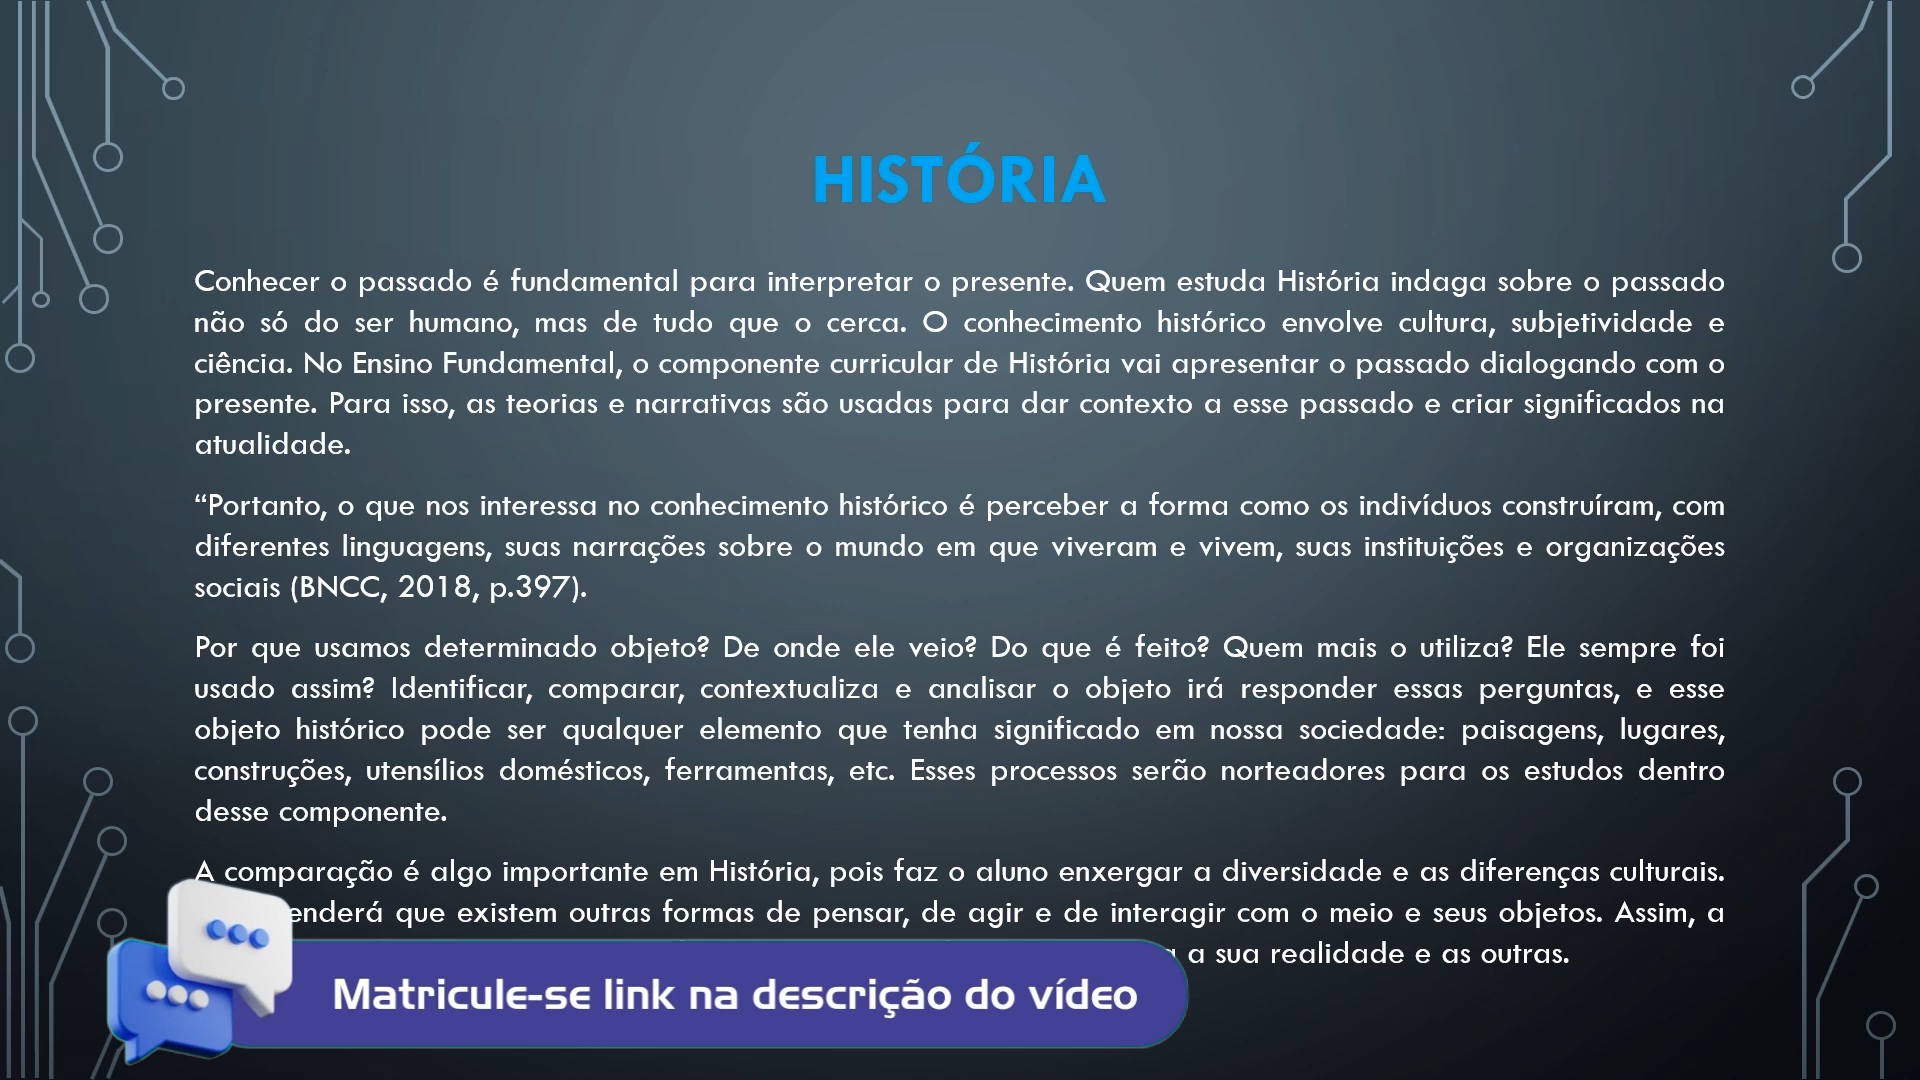 HISTÓRIA
Conhecer o passado é fundamental para interpretar o presente. Quem estuda História indaga sobre o passado
não só do ser humano, mas de tudo que o cerca. O conhecimento histórico envolve cultura, subjetividade e
ciência. No Ensino Fundamental, o componente curricular de História vai apresentar o passado dialogando com o
presente. Para isso, as teorias e narrativas são usadas para dar contexto a esse passado e criar significados na
atualidade.
“Portanto, o que nos interessa no conhecimento histórico é perceber a forma como os indivíduos construíram, com
diferentes linguagens, suas narrações sobre o mundo em que viveram e vivem, suas instituições e organizações
sociais (BNCC, 2018, p.397).
Por que usamos determinado objeto? De onde ele veio? Do que é feito? Quem mais o utiliza? Ele sempre foi
usado assim? Identificar, comparar, contextualiza e analisar o objeto irá responder essas perguntas, e esse
objeto histórico pode ser qualquer elemento que tenha significado em nossa sociedade: paisagens, lugares,
construções, utensílios domésticos, ferramentas, etc. Esses processos serão norteadores para os estudos dentro
desse componente.
A comparação é algo importante em História, pois faz o aluno enxergar a diversidade e as diferenças culturais.
que existem outras formas de pensar, de agir e de interagir com o meio e seus objetos. Assim, a
a sua realidade e as outras.
Matricule-se link na descrição do vídeo